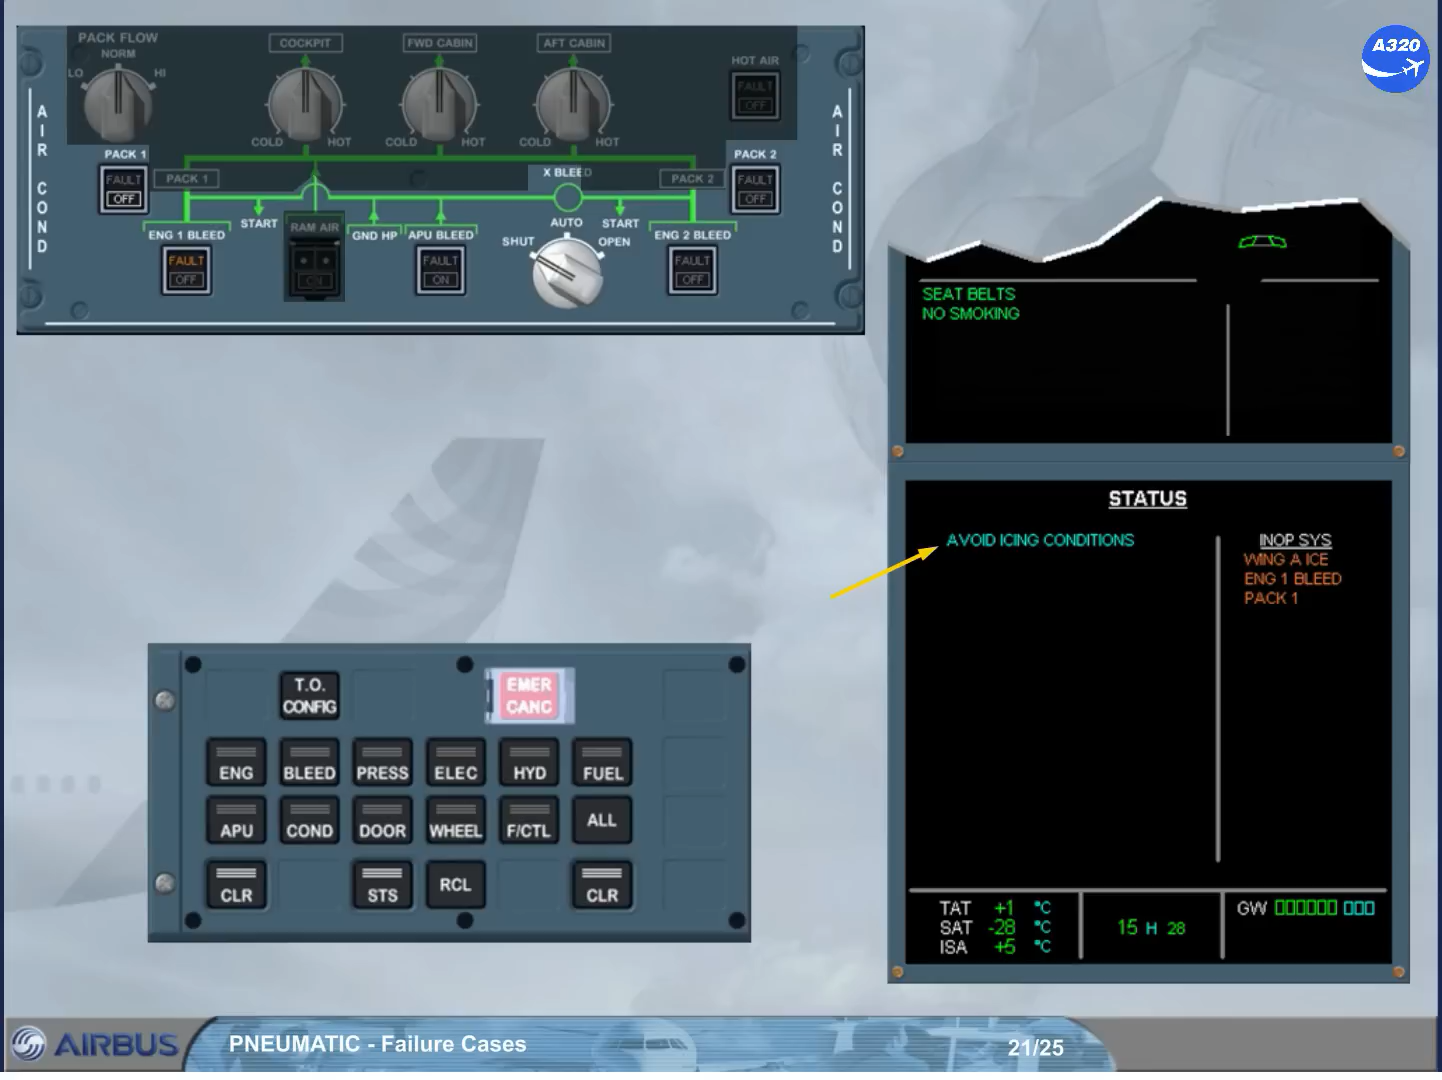 PACK FLOW
NORM
LO
HI
COCKPIT
FWD CABIN
AFT CABIN
HOT AIR
FAULT
OFF
COLD
HOT
COLD
HOT
COLD
HOT
AIR COND
AIR COND
PACK 1
FAULT
OFF
PACK 1
X BLEED
PACK 2
PACK 2
FAULT
OFF
START
RAM AIR
ON
GND HP
APU BLEED
FAULT
ON
AUTO
SHUT
OPEN
START
ENG 1 BLEED
FAULT
OFF
ENG 2 BLEED
FAULT
OFF
A320
SEAT BELTS
NO SMOKING
STATUS
AVOID ICING CONDITIONS
INOP SYS
WING A ICE
ENG 1 BLEED
PACK 1
TAT +1 °C
SAT -28 °C
ISA +5 °C
15 H 28
GW
T.O.
CONFIG
EMER
CANC
ENG
BLEED
PRESS
ELEC
HYD
FUEL
APU
COND
DOOR
WHEEL
F/CTL
ALL
CLR
STS
RCL
CLR
AIRBUS
PNEUMATIC - Failure Cases
21/25